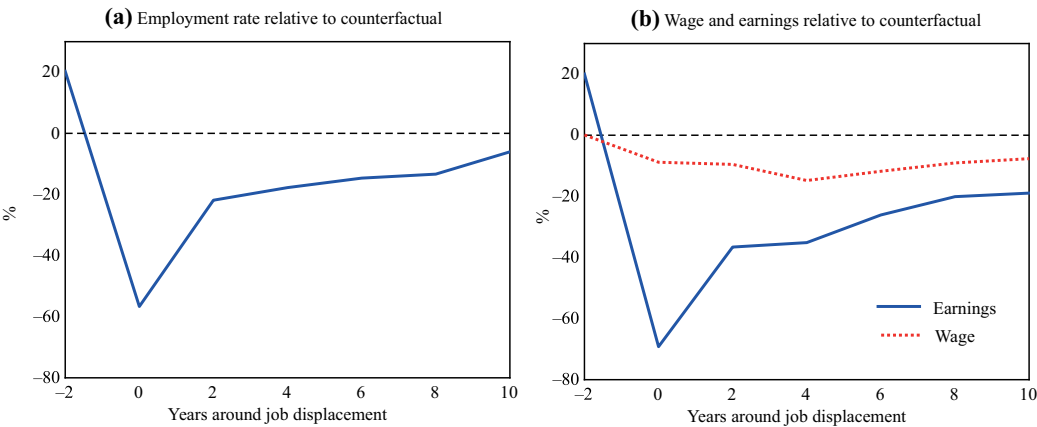 (a) Employment rate relative to counterfactual
20
0
–20
–40
–60
–80
%
–2 0 2 4 6 8 10
Years around job displacement
(b) Wage and earnings relative to counterfactual
20
0
–20
–40
–60
–80
%
Earnings
Wage
–2 0 2 4 6 8 10
Years around job displacement